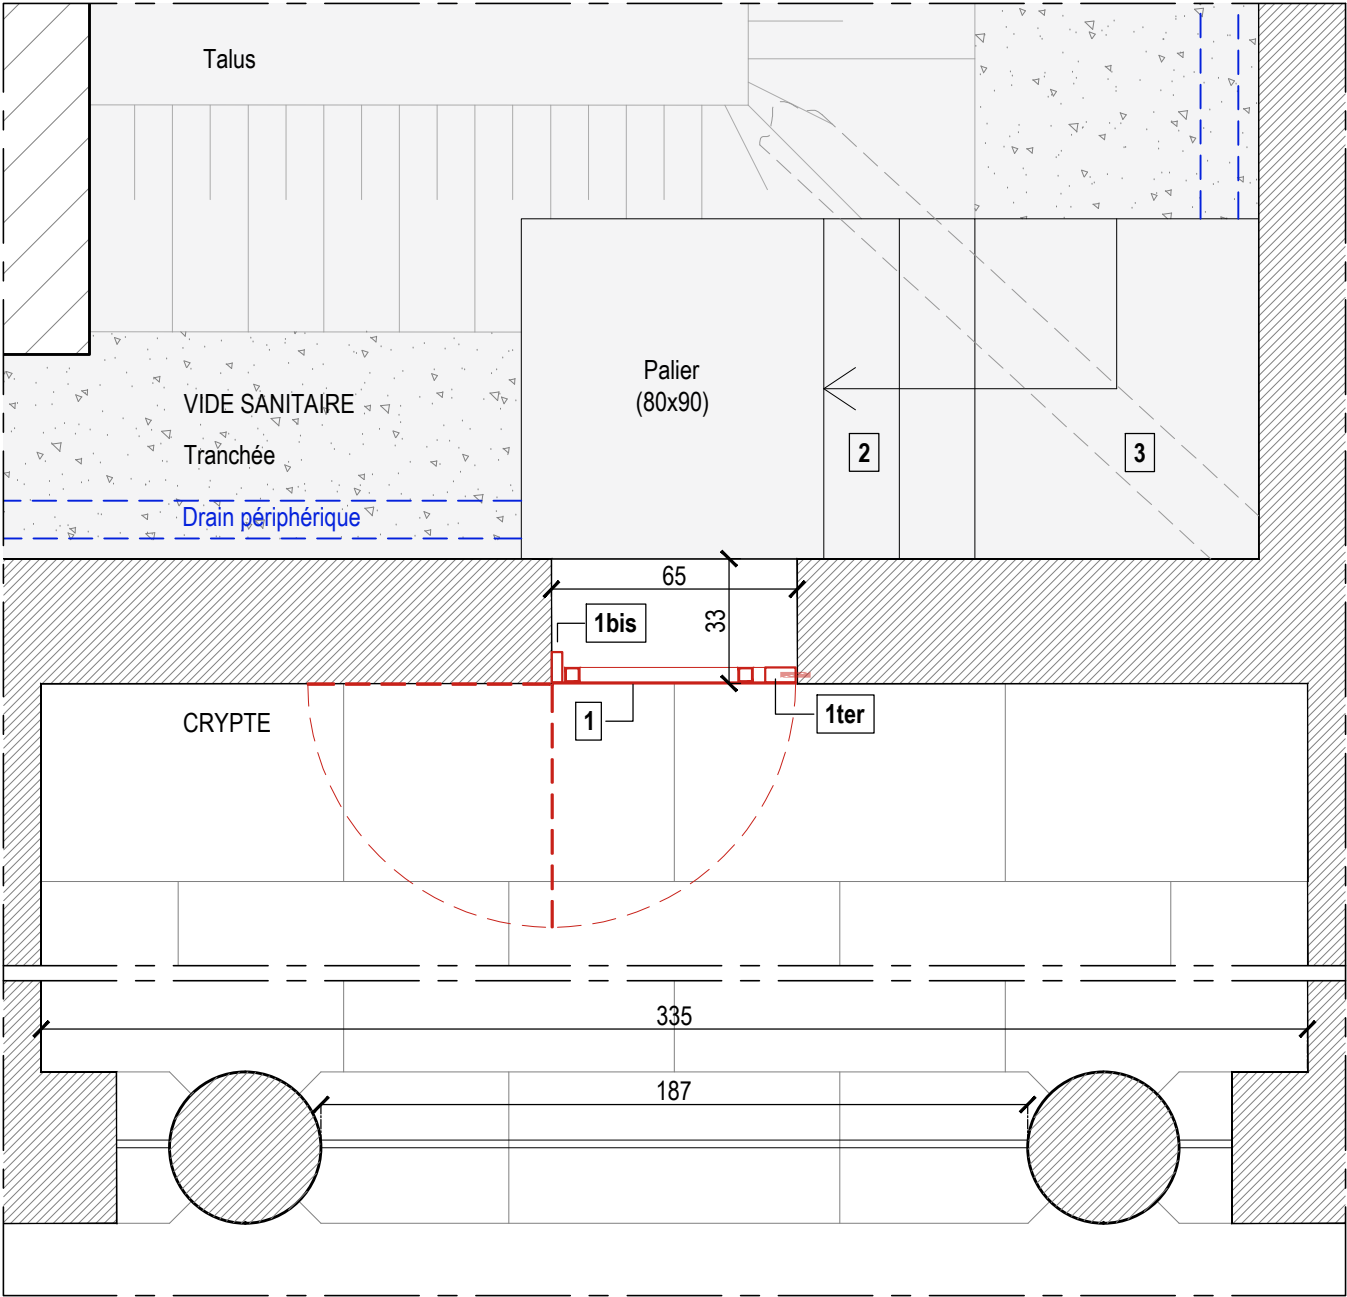 Talus
Palier
(80x90)
VIDE SANITAIRE
Tranchée
2
3
Drain périphérique
65
33
1bis
1
1ter
CRYPTE
335
187